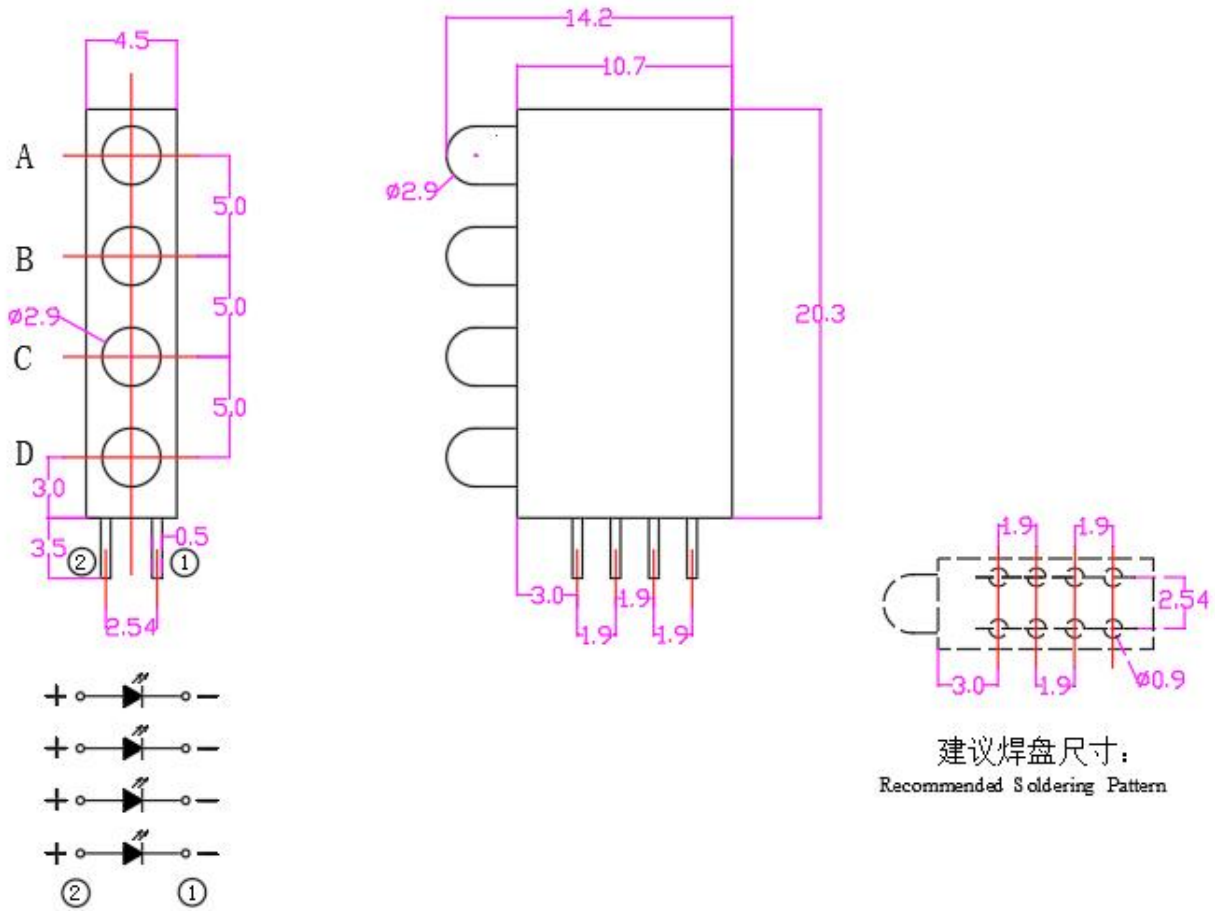 14.2
4.5
10.7
A
ø2.9
5.0
B
5.0
ø2.9
20.3
C
5.0
D
3.0
3.5
0.5
② ①
2.54
3.0
1.9
1.9
1.9
1.9 1.9
2.54
3.0
1.9
ø0.9
+ −
+ −
+ −
+ −
② ①
建议焊盘尺寸：
Recommended Soldering Pattern